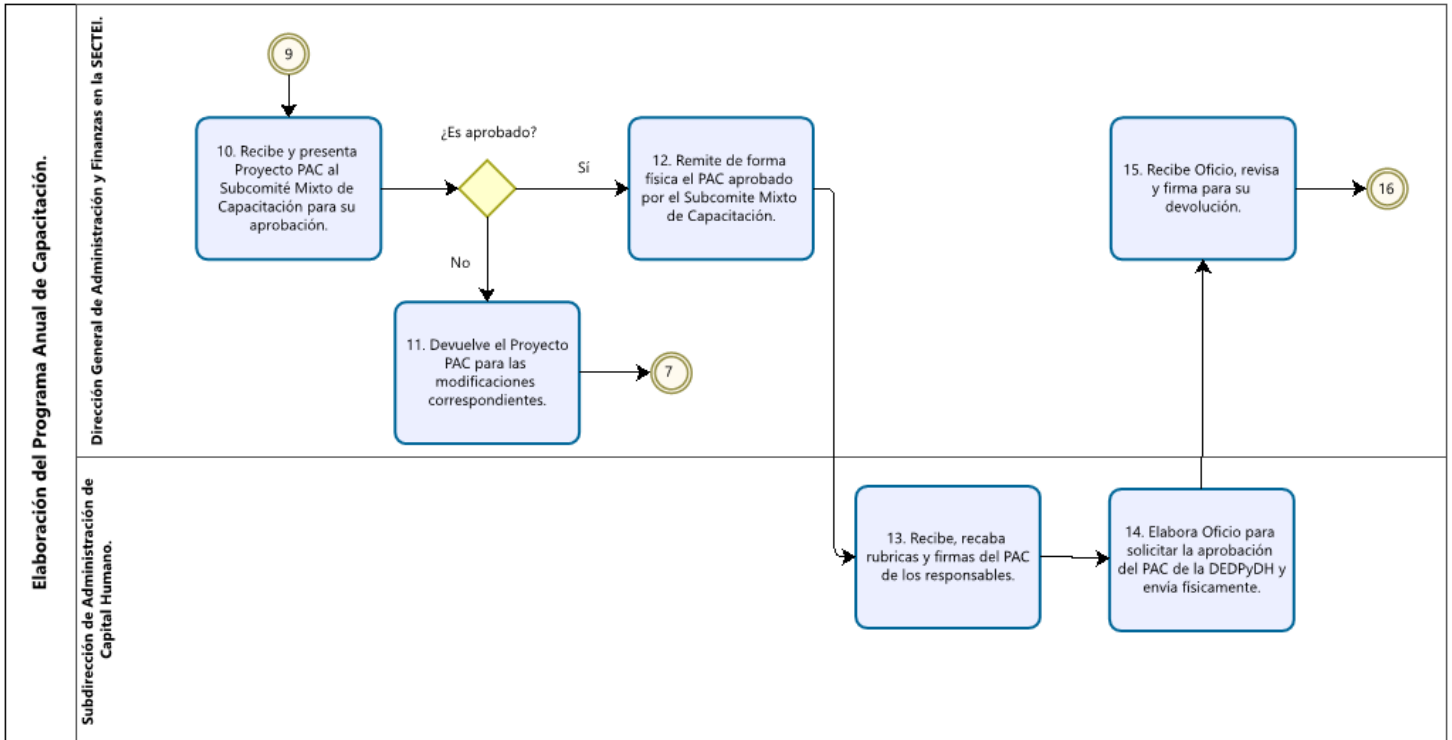 Elaboración del Programa Anual de Capacitación.
Dirección General de Administración y Finanzas en la SECTEI.
9
10. Recibe y presenta
Proyecto PAC al
Subcomité Mixto de
Capacitación para su
aprobación.
¿Es aprobado?
Sí
No
11. Devuelve el Proyecto
PAC para las
modificaciones
correspondientes.
7
12. Remite de forma
física el PAC aprobado
por el Subcomite Mixto
de Capacitación.
15. Recibe Oficio, revisa
y firma para su
devolución.
16
Subdirección de Administración de
Capital Humano.
13. Recibe, recaba
rubricas y firmas del PAC
de los responsables.
14. Elabora Oficio para
solicitar la aprobación
del PAC de la DEDPyDH y
envía físicamente.